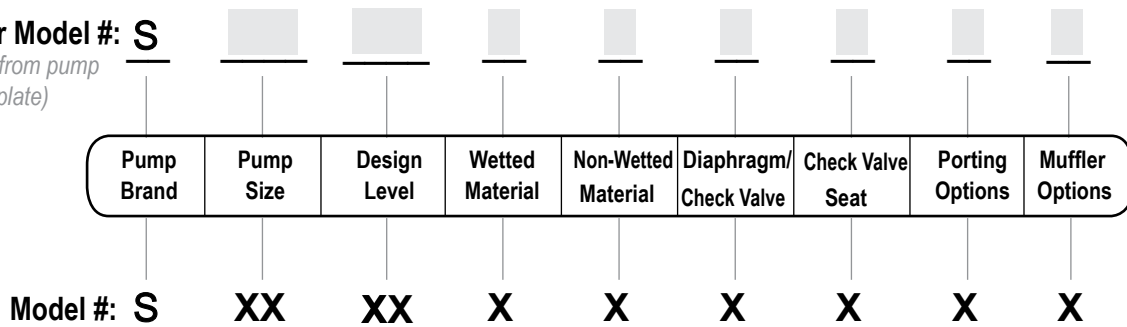 r Model #: S
from pump
plate)
Pump Brand Pump Size Design Level Wetted Material Non-Wetted Material Diaphragm/ Check Valve Check Valve Seat Porting Options Muffler Options
Model #: S XX XX X X X X X X